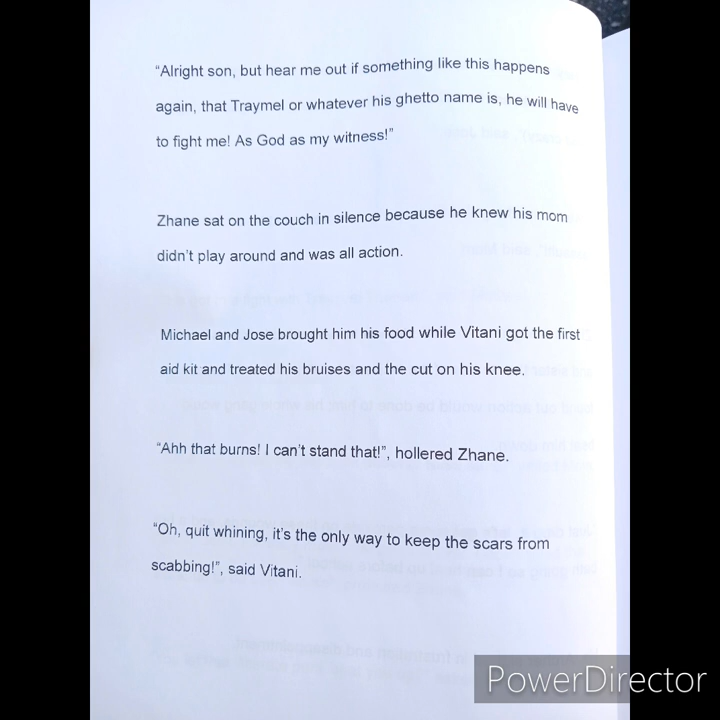 “Alright son, but hear me out if something like this happens
again, that Traymel or whatever his ghetto name is, he will have
to fight me! As God as my witness!”
Zhane sat on the couch in silence because he knew his mom
didn’t play around and was all action.
Michael and Jose brought him his food while Vitani got the first
aid kit and treated his bruises and the cut on his knee.
“Ahh that burns! I can’t stand that!”, hollered Zhane.
“Oh, quit whining, it’s the only way to keep the scars from
scabbing!”, said Vitani.
PowerDirector